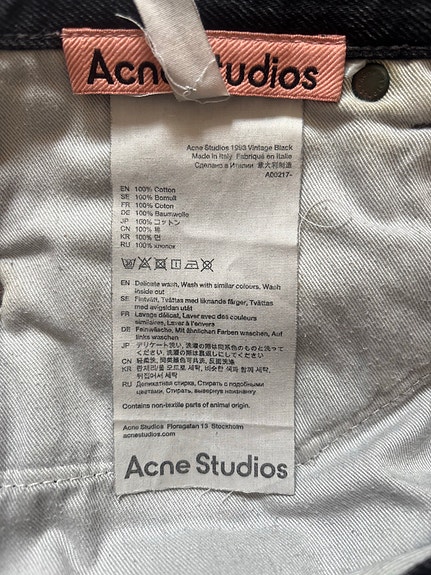 Acne Studios
Acne Studios 1993 Vintage Black
Made in Italy Fabriqué en Italie
Сделано в Италии 意大利制造
A00217-
EN 100% Cotton
SE 100% Bomull
FR 100% Coton
DE 100% Baumwolle
JP 100% コットン
CN 100% 棉
KR 100% 면
RU 100% хлопок
EN Delicate wash, Wash with similar colours, Wash
inside out
SE Fintvätt, Tvättas med liknande färger, Tvättas
med avigsidan utåt
FR Lavage délicat, Laver avec des couleurs
similaires, Laver à l'envers
DE Feinwäsche, Mit ähnlichen Farben waschen, Auf
links waschen
JP デリケート洗い, 洗濯の際は同系色のものと洗って
ください, 洗濯の際は裏返しにしてください
CN 轻柔洗, 同类颜色可共洗, 反面洗涤
KR 란제리/울 모드로 세탁, 비슷한 색과 함께 세탁,
뒤집어서 세탁
RU Деликатная стирка, Стирать с подобными
цветами, Стирать, вывернув наизнанку
Contains non-textile parts of animal origin.
Acne Studios Floragatan 13 Stockholm
acnestudios.com
Acne Studios